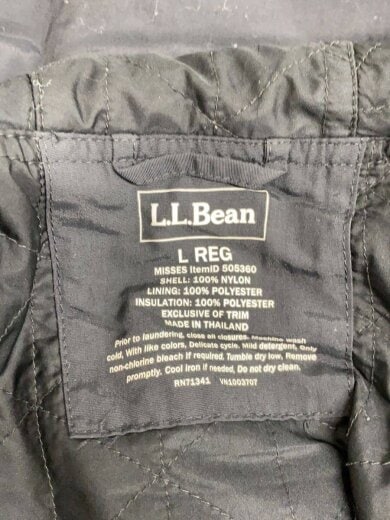 L.L.Bean
L REG
MISSES ItemID 505360
SHELL: 100% NYLON
LINING: 100% POLYESTER
INSULATION: 100% POLYESTER
EXCLUSIVE OF TRIM
MADE IN THAILAND
Prior to laundering, close all closures. Machine wash
cold, With like colors, Delicate cycle. Mild detergent, Only
non-chlorine bleach if required. Tumble dry low, Remove
promptly. Cool iron if needed, Do not dry clean.
RN71341 VN1003707